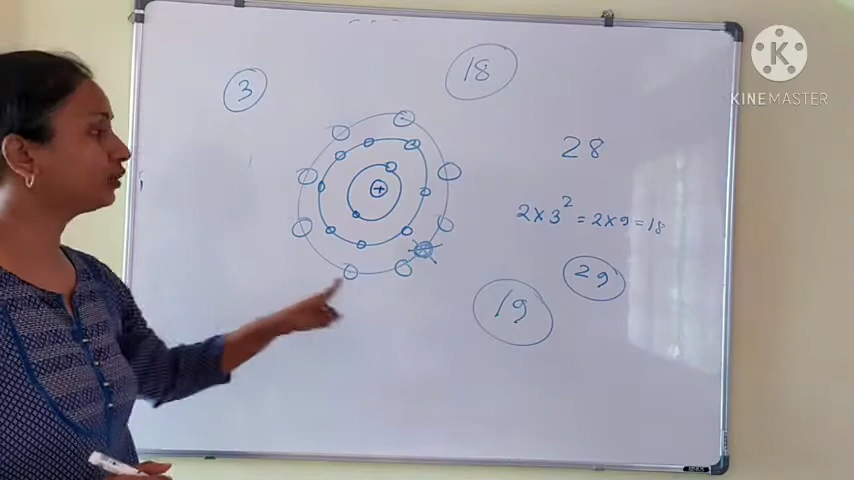 18
3
28
+
2×3² = 2×9 = 18
29
19
K
KINEMASTER